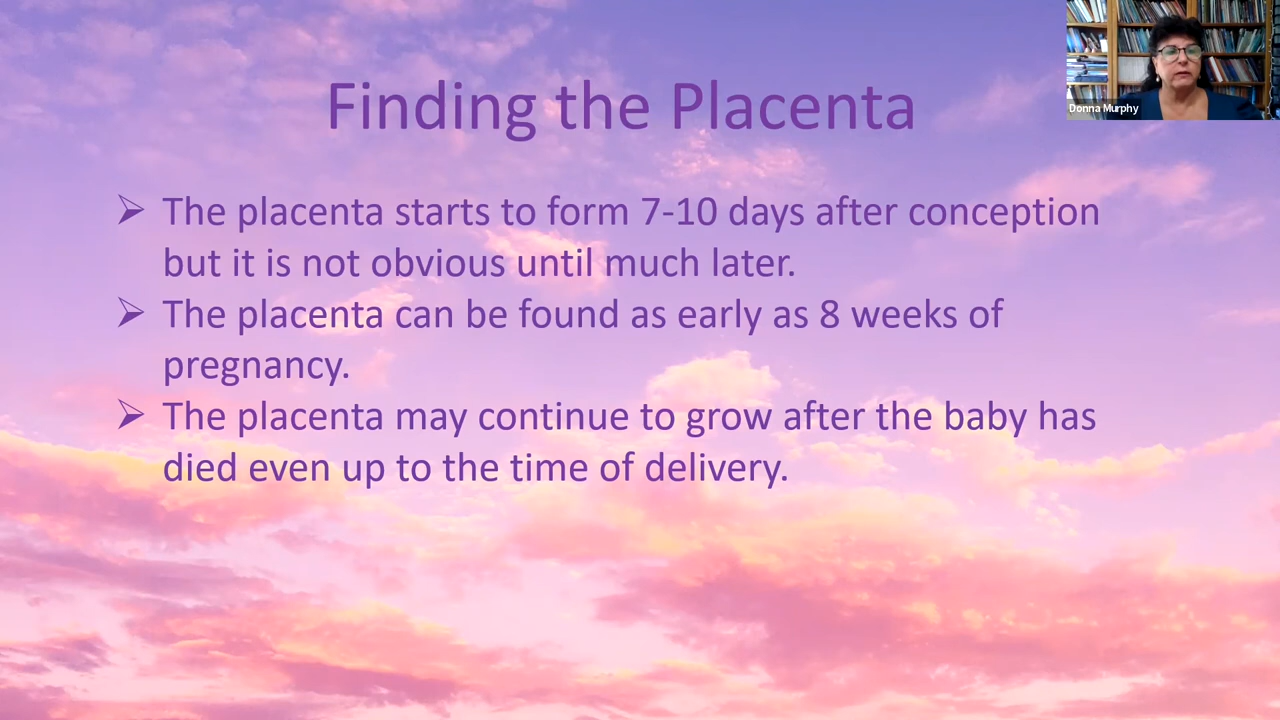 Finding the Placenta
Donna Murphy
➢ The placenta starts to form 7-10 days after conception
but it is not obvious until much later.
➢ The placenta can be found as early as 8 weeks of
pregnancy.
➢ The placenta may continue to grow after the baby has
died even up to the time of delivery.